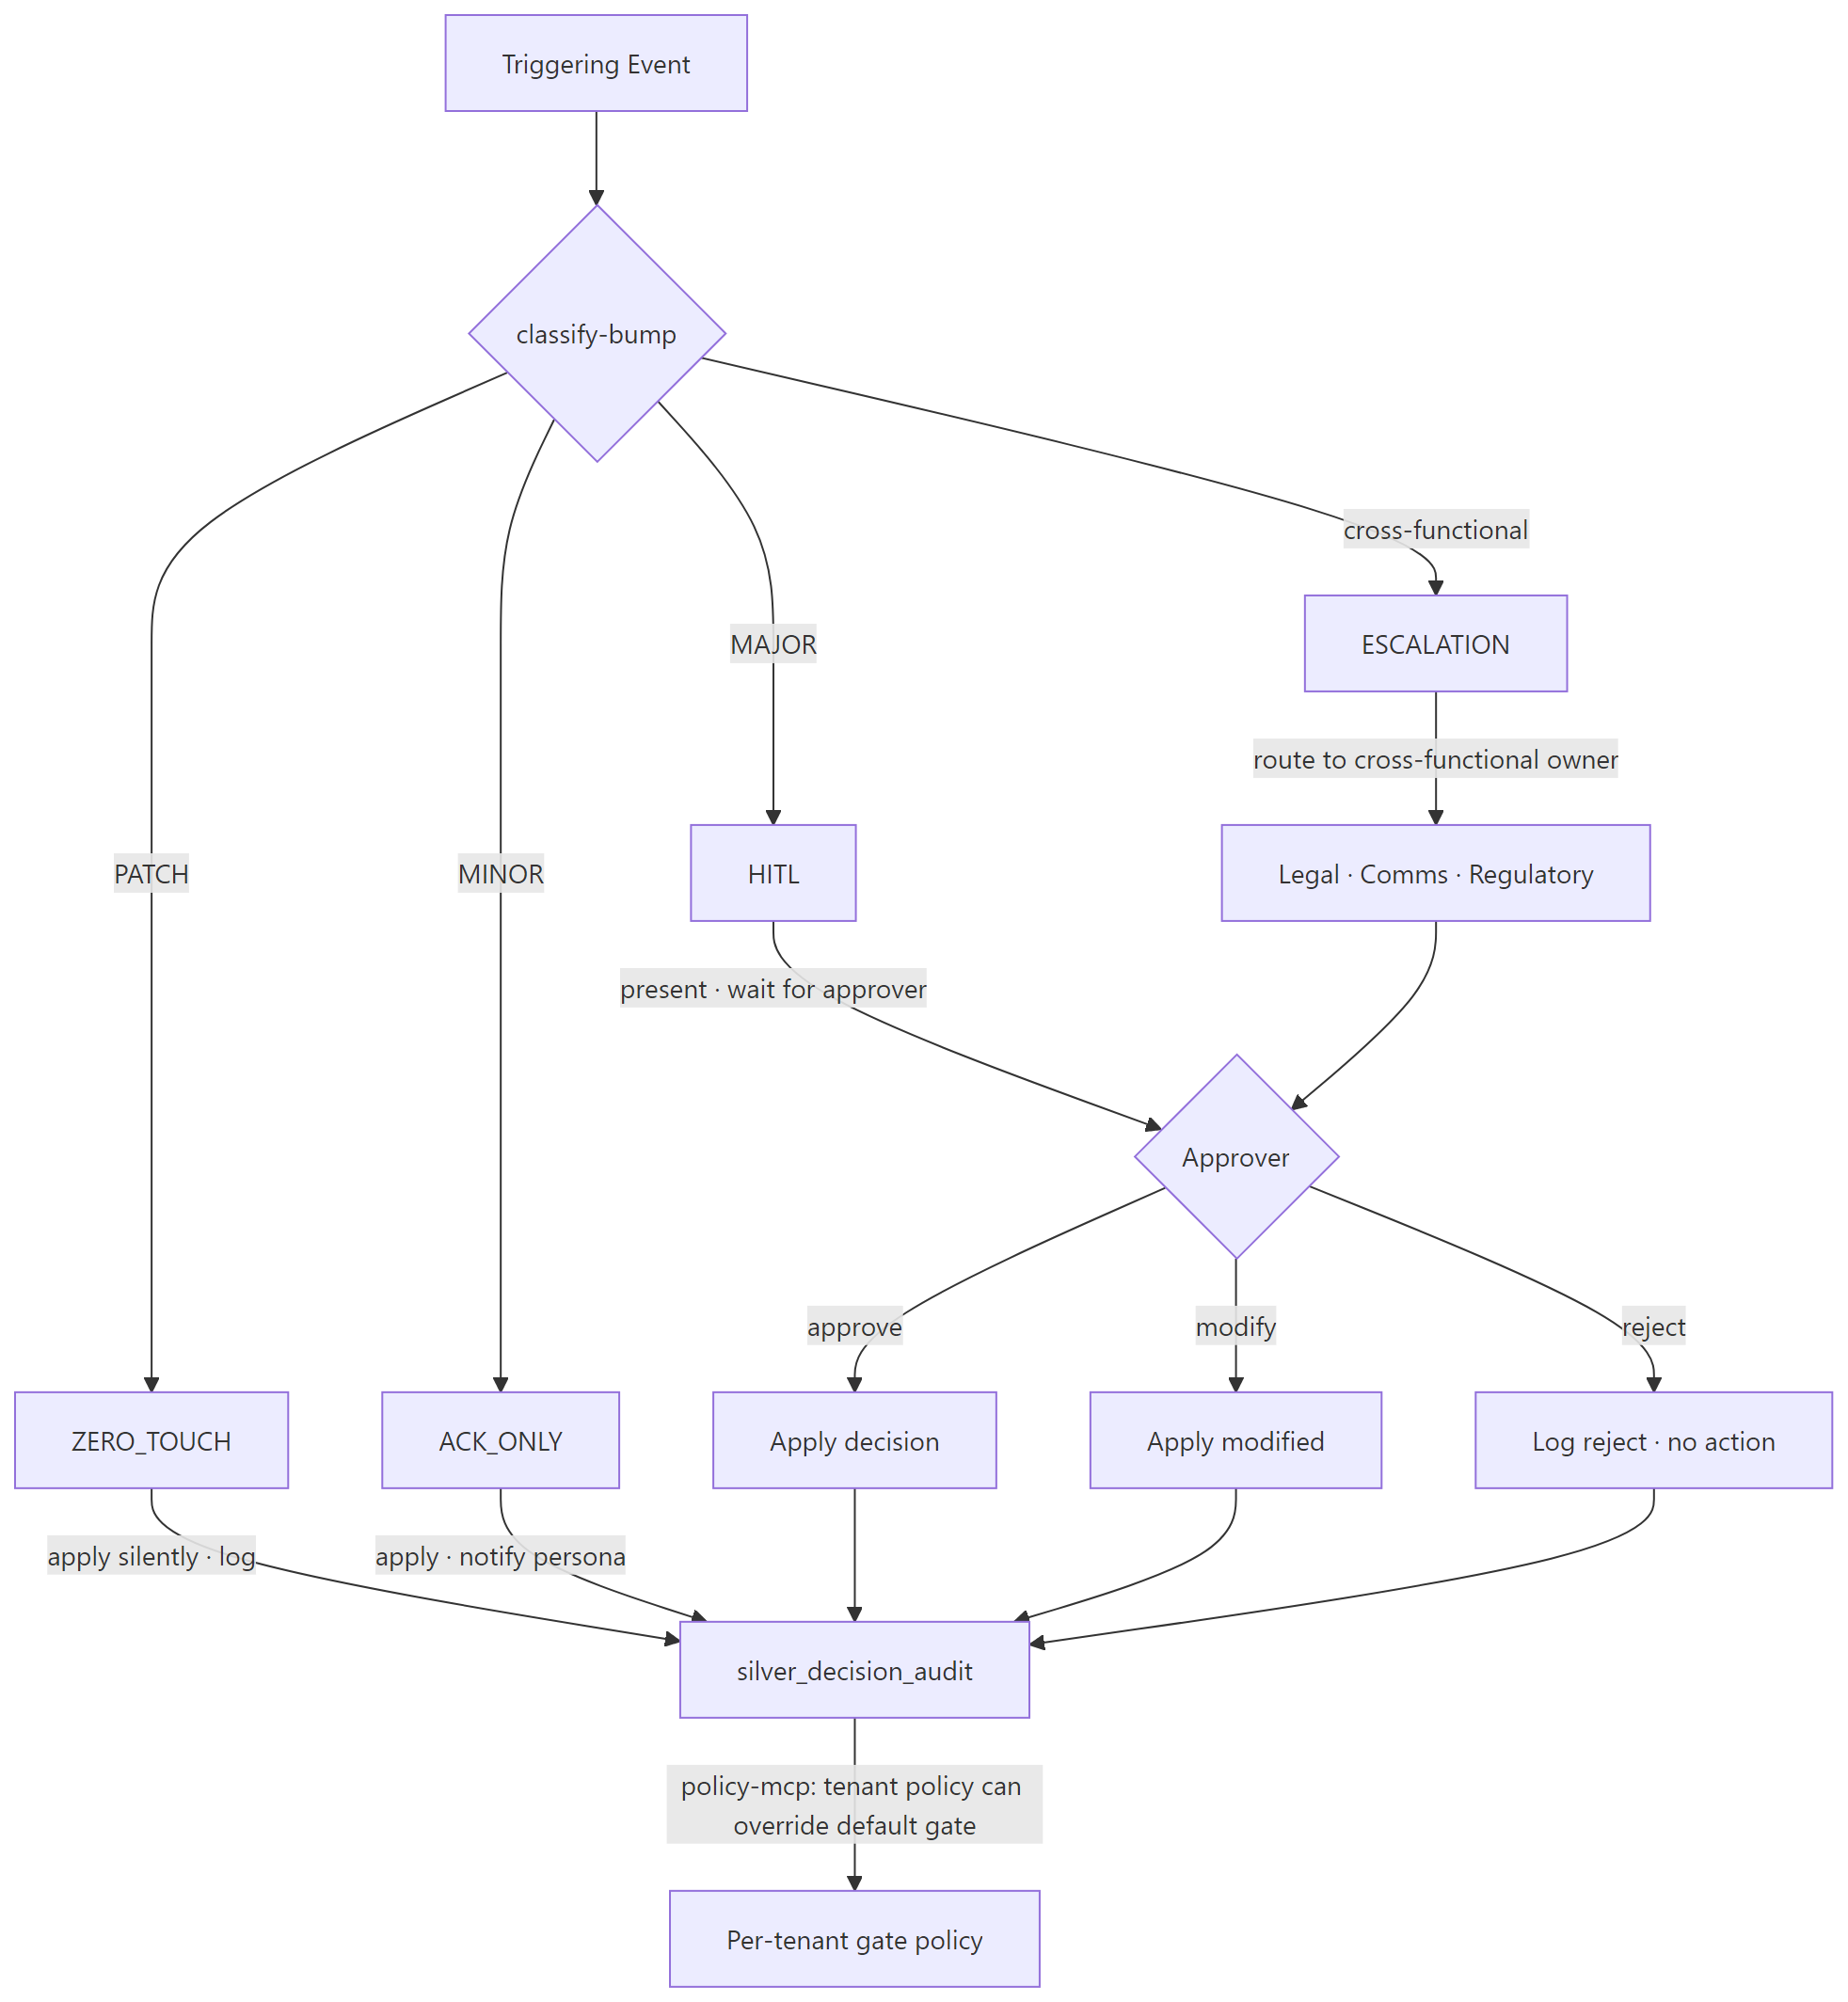 Triggering Event
classify-bump
cross-functional
MAJOR
ESCALATION
route to cross-functional owner
PATCH
MINOR
HITL
Legal · Comms · Regulatory
present · wait for approver
Approver
approve
modify
reject
ZERO_TOUCH
ACK_ONLY
Apply decision
Apply modified
Log reject · no action
apply silently · log
apply · notify persona
silver_decision_audit
policy-mcp: tenant policy can
override default gate
Per-tenant gate policy